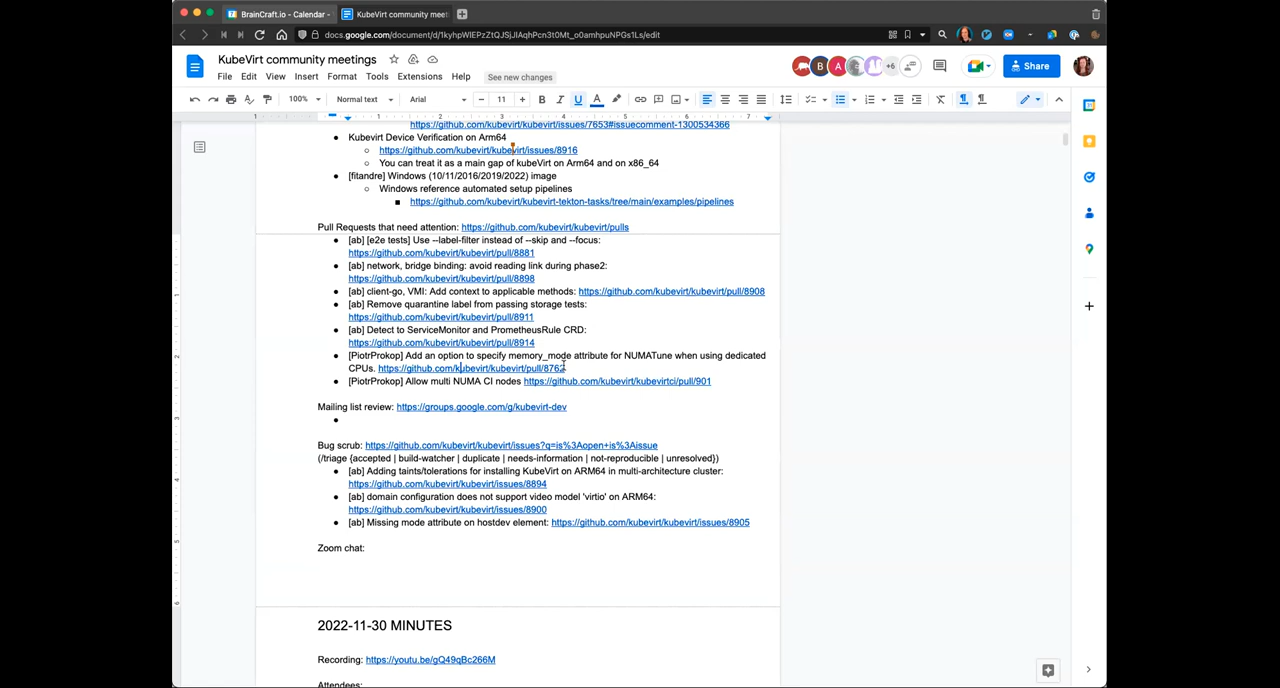 BrainCraft.io - Calendar -
KubeVirt community meet
docs.google.com/document/d/1kyhpWlEPzZtQJSjJlAqhPcn3t0Mt_o0amhpuNPGs1Ls/edit
KubeVirt community meetings
File Edit View Insert Format Tools Extensions Help See new changes
B A +6 Share
100% Normal text Arial 11 B I U A
1 1 2 3 4 5 6 7
https://github.com/kubevirt/kubevirt/issues/7653#issuecomment-1300534366
Kubevirt Device Verification on Arm64
https://github.com/kubevirt/kubevirt/issues/8916
You can treat it as a main gap of kubeVirt on Arm64 and on x86_64
[fitandre] Windows (10/11/2016/2019/2022) image
Windows reference automated setup pipelines
https://github.com/kubevirt/kubevirt-tekton-tasks/tree/main/examples/pipelines
Pull Requests that need attention: https://github.com/kubevirt/kubevirt/pulls
[ab] [e2e tests] Use --label-filter instead of --skip and --focus:
https://github.com/kubevirt/kubevirt/pull/8881
[ab] network, bridge binding: avoid reading link during phase2:
https://github.com/kubevirt/kubevirt/pull/8898
[ab] client-go, VMI: Add context to applicable methods: https://github.com/kubevirt/kubevirt/pull/8908
[ab] Remove quarantine label from passing storage tests:
https://github.com/kubevirt/kubevirt/pull/8911
[ab] Detect to ServiceMonitor and PrometheusRule CRD:
https://github.com/kubevirt/kubevirt/pull/8914
[PiotrProkop] Add an option to specify memory_mode attribute for NUMATune when using dedicated
CPUs. https://github.com/kubevirt/kubevirt/pull/8762
[PiotrProkop] Allow multi NUMA CI nodes https://github.com/kubevirt/kubevirtci/pull/901
Mailing list review: https://groups.google.com/g/kubevirt-dev
Bug scrub: https://github.com/kubevirt/kubevirt/issues?q=is%3Aopen+is%3Aissue
(/triage {accepted | build-watcher | duplicate | needs-information | not-reproducible | unresolved})
[ab] Adding taints/tolerations for installing KubeVirt on ARM64 in multi-architecture cluster:
https://github.com/kubevirt/kubevirt/issues/8894
[ab] domain configuration does not support video model 'virtio' on ARM64:
https://github.com/kubevirt/kubevirt/issues/8900
[ab] Missing mode attribute on hostdev element: https://github.com/kubevirt/kubevirt/issues/8905
Zoom chat:
2022-11-30 MINUTES
Recording: https://youtu.be/gQ49qBc266M
Attendees: